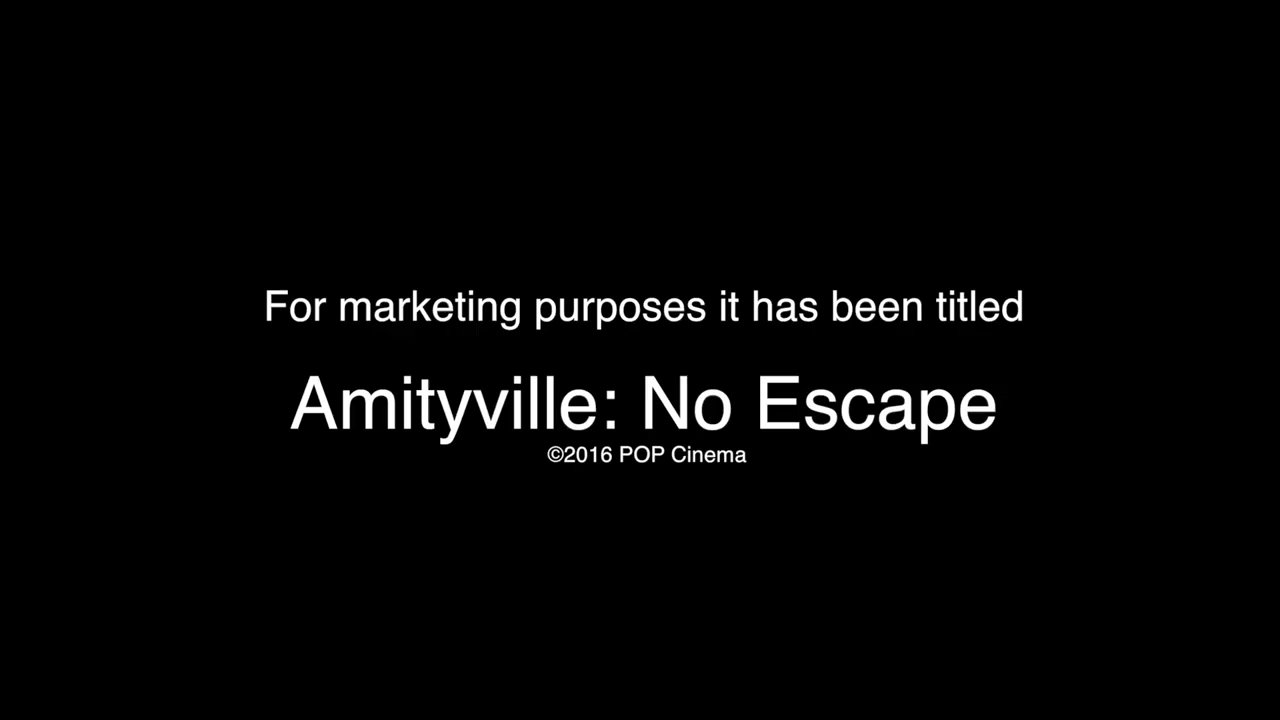 For marketing purposes it has been titled
Amityville: No Escape
©2016 POP Cinema